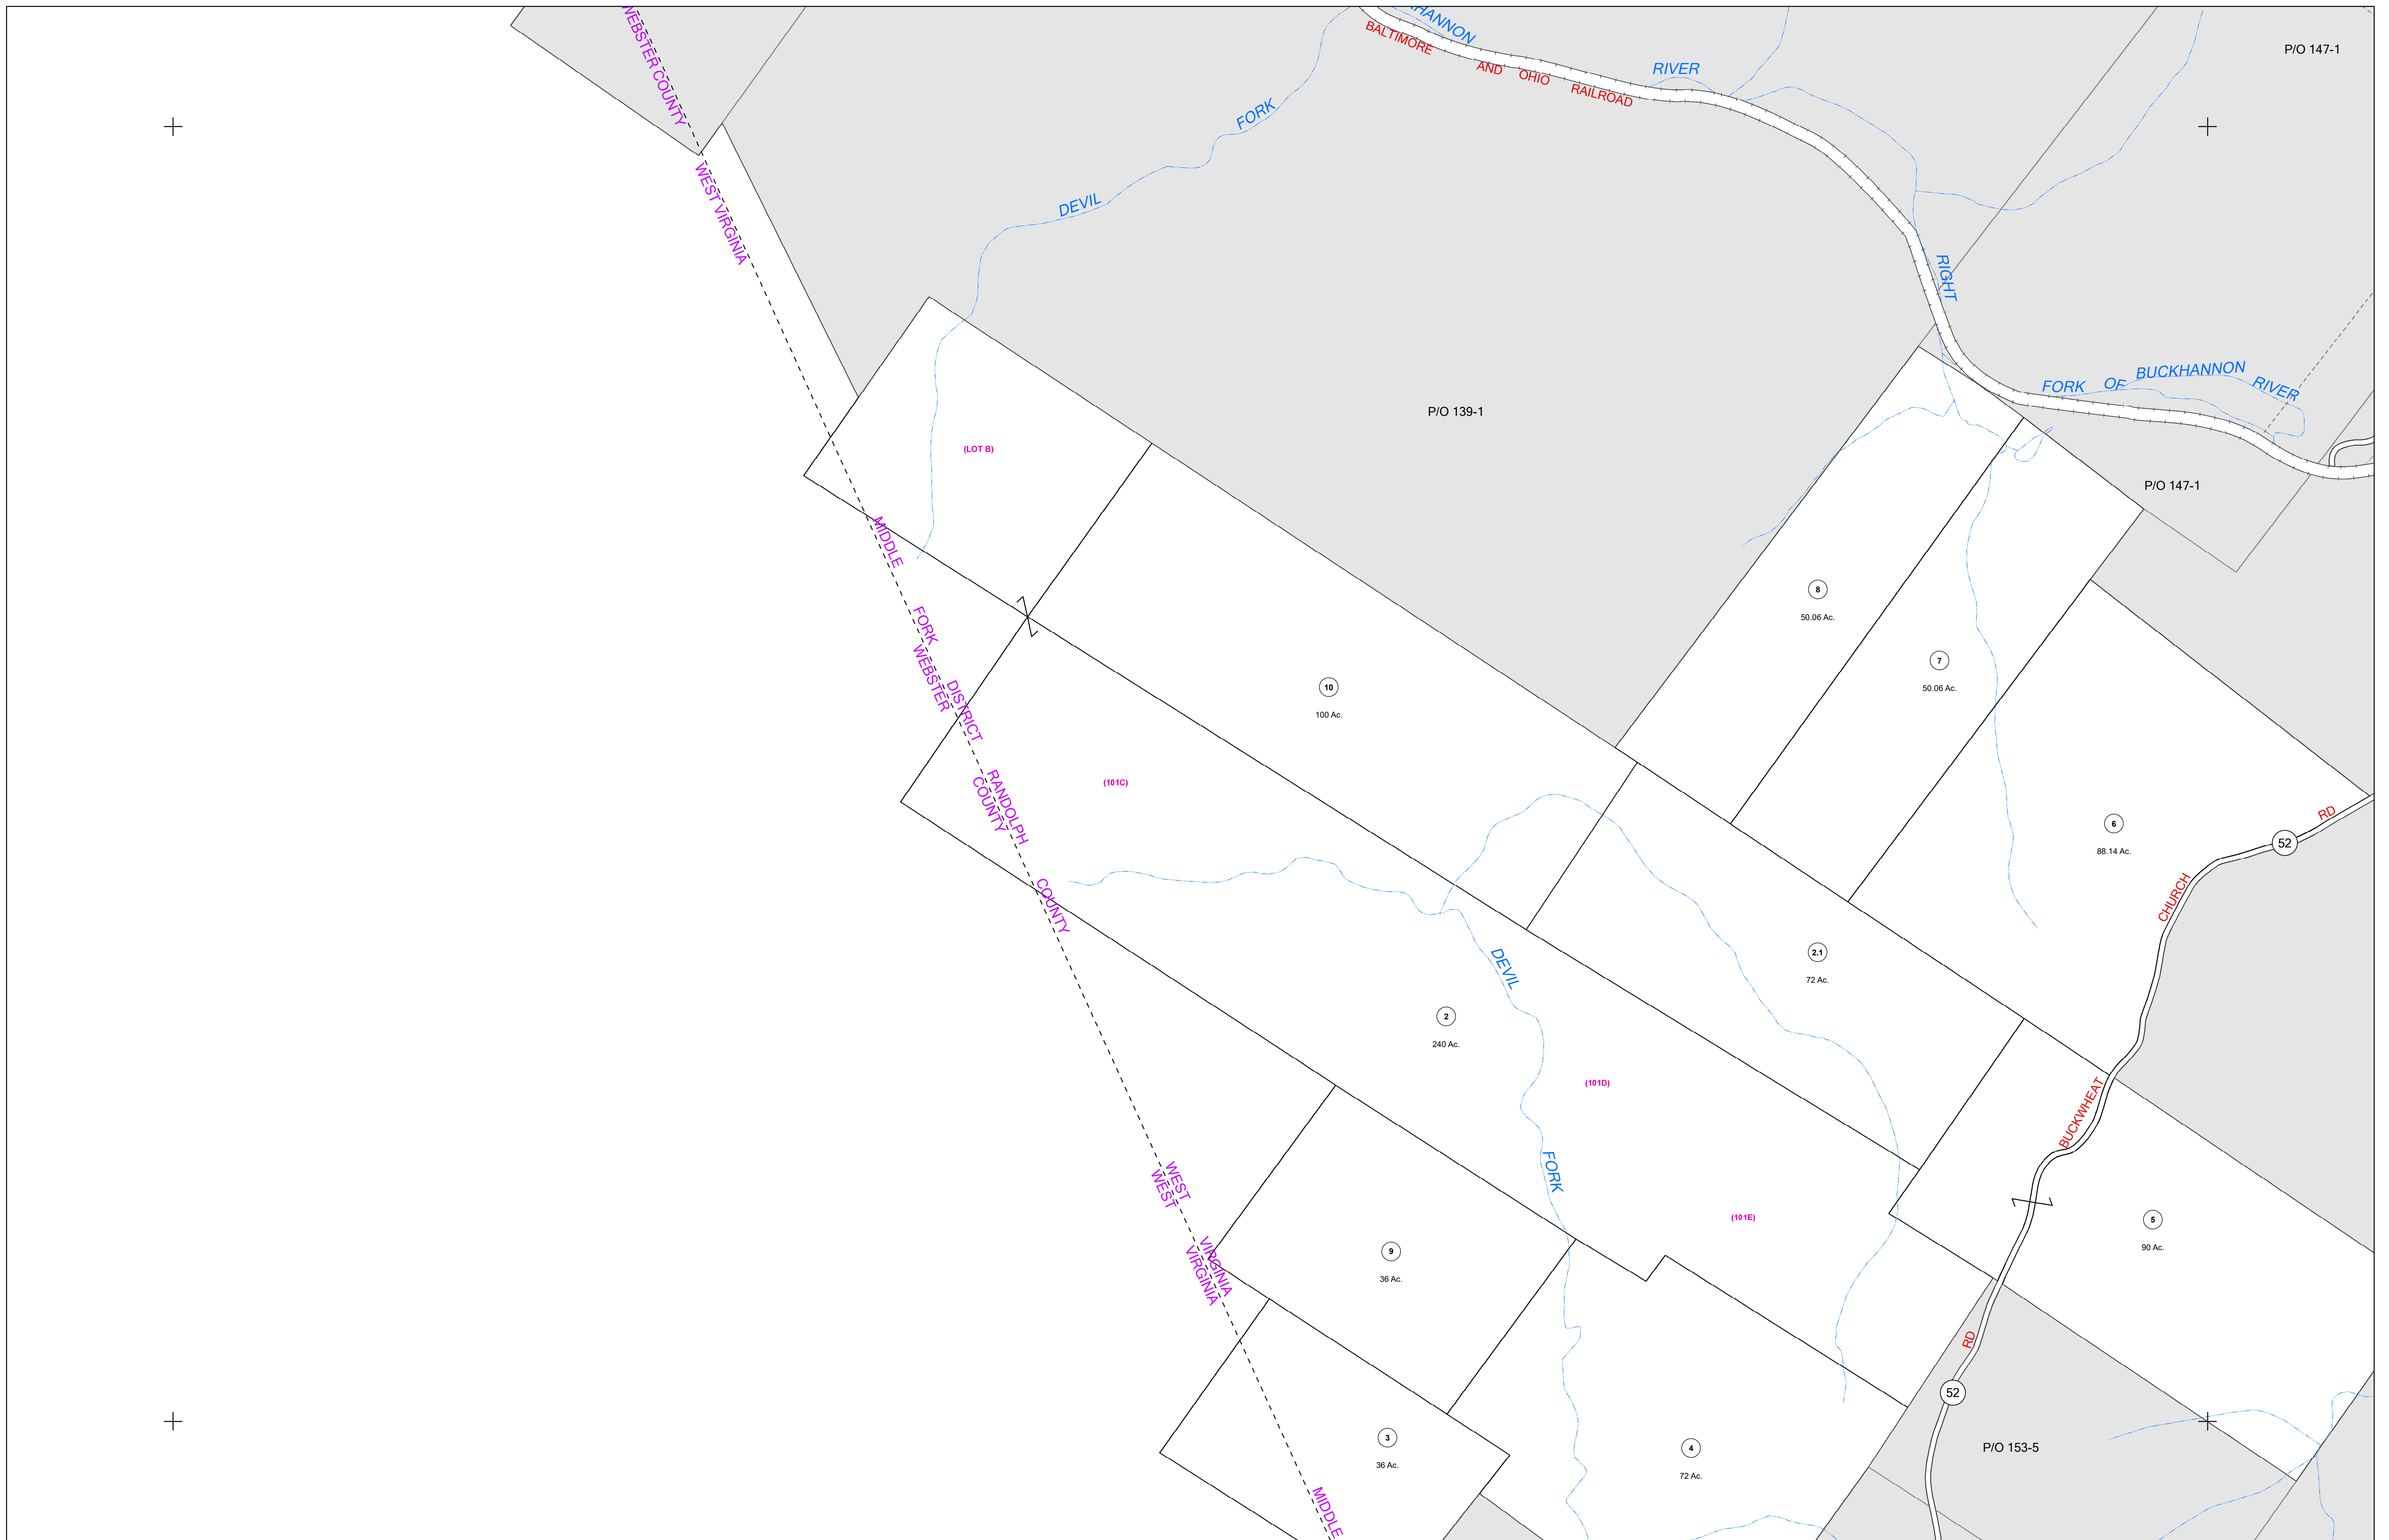 WEBSTER COUNTY
WEST VIRGINIA
HANNON
RIVER
BALTIMORE AND OHIO RAILROAD
P/O 147-1
DEVIL FORK
RIGHT
FORK OF BUCKHANNON RIVER
P/O 139-1
P/O 147-1
(LOT B)
MIDDLE FORK DISTRICT
WEBSTER COUNTY
RANDOLPH COUNTY
8
50.06 Ac.
7
50.06 Ac.
10
100 Ac.
(101C)
6
88.14 Ac.
52
BUCKWHEAT CHURCH RD
2.1
72 Ac.
DEVIL FORK
2
240 Ac.
(101D)
(101E)
5
90 Ac.
WEST VIRGINIA
WEST VIRGINIA
9
36 Ac.
RD
52
3
36 Ac.
4
72 Ac.
P/O 153-5
MIDDLE